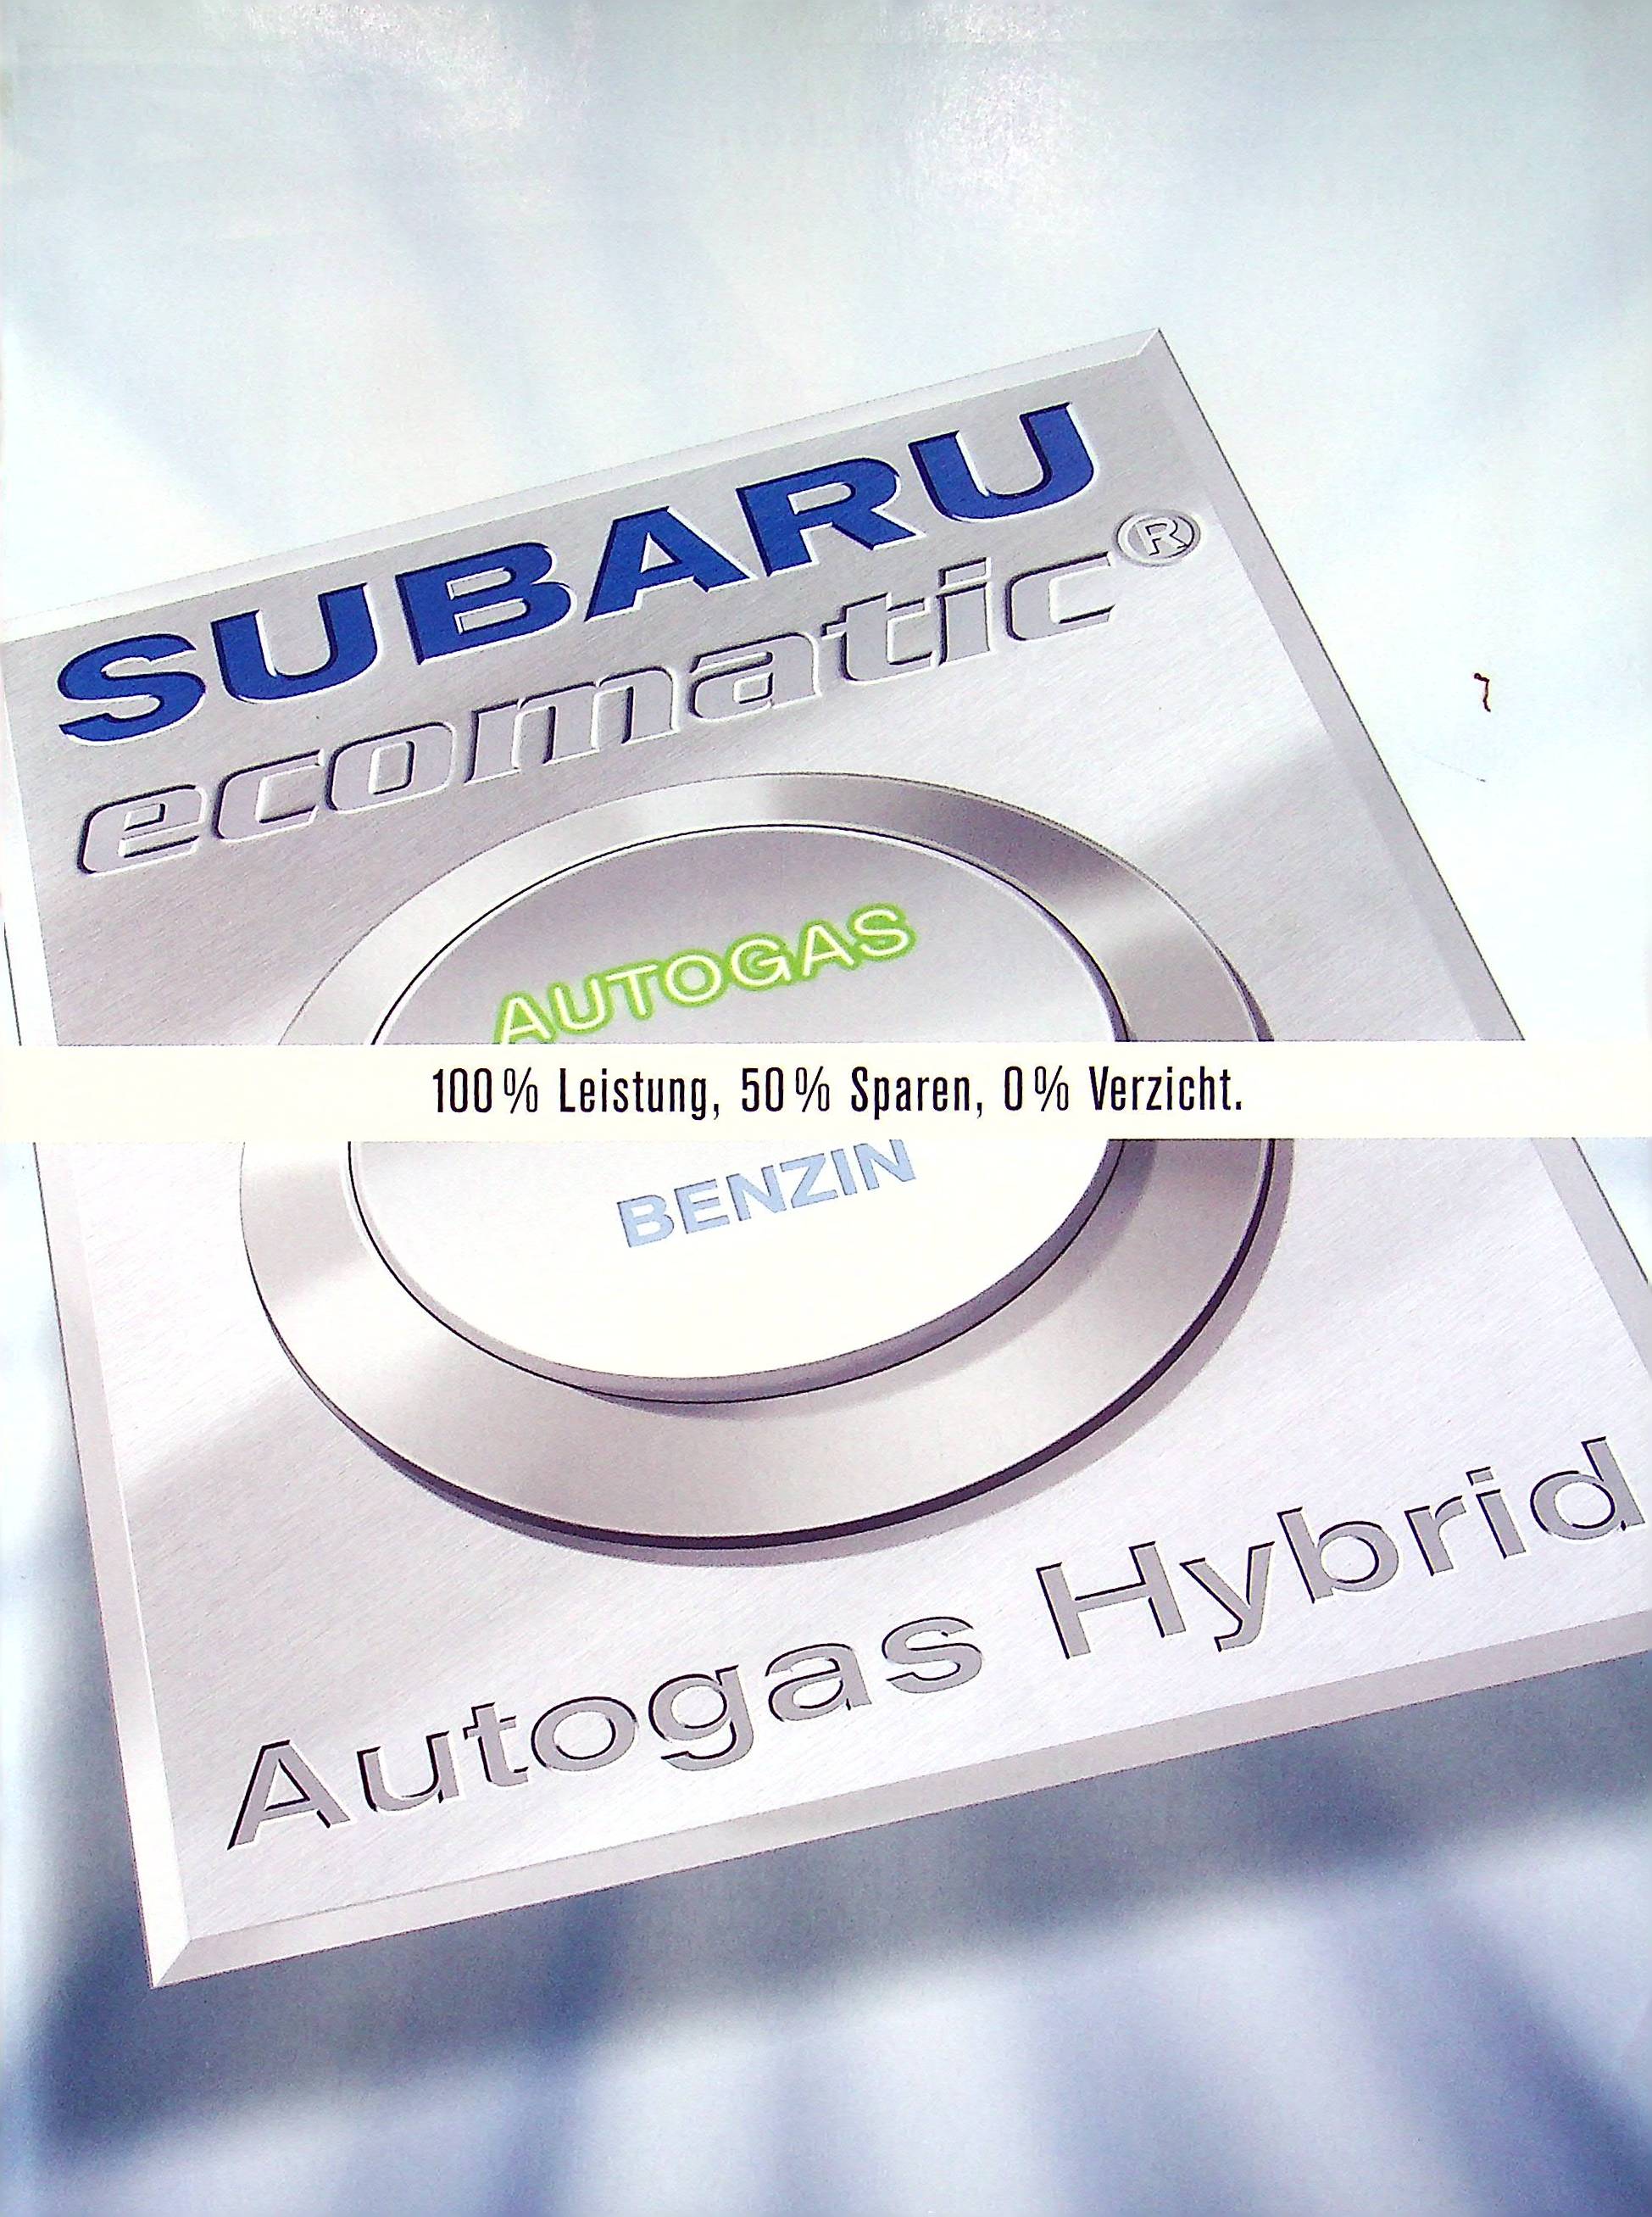 SUBARU
ecomatic®
AUTOGAS
100 % Leistung, 50 % Sparen, 0 % Verzicht.
BENZIN
Autogas Hybrid